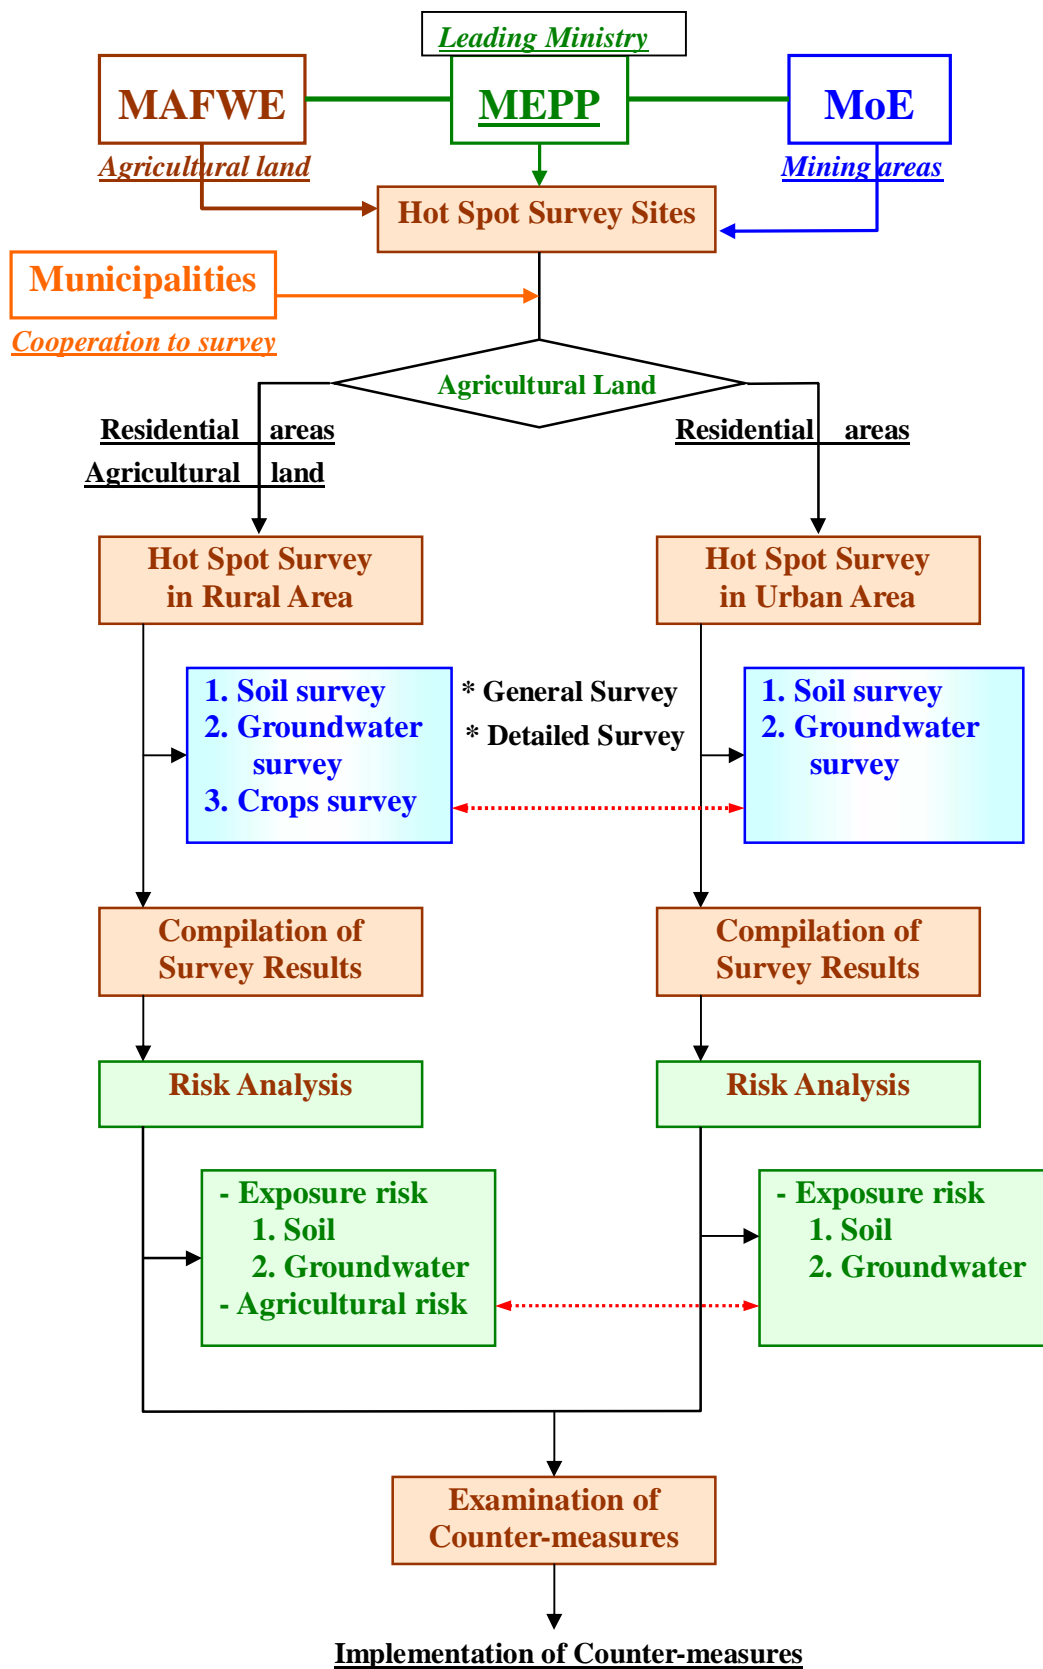 Leading Ministry
MAFWE
MEPP
MoE
Agricultural land
Mining areas
Hot Spot Survey Sites
Municipalities
Cooperation to survey
Agricultural Land
Residential areas
Agricultural land
Residential areas
Hot Spot Survey
in Rural Area
Hot Spot Survey
in Urban Area
1. Soil survey
2. Groundwater
survey
3. Crops survey
* General Survey
* Detailed Survey
1. Soil survey
2. Groundwater
survey
Compilation of
Survey Results
Compilation of
Survey Results
Risk Analysis
Risk Analysis
- Exposure risk
1. Soil
2. Groundwater
- Agricultural risk
- Exposure risk
1. Soil
2. Groundwater
Examination of
Counter-measures
Implementation of Counter-measures